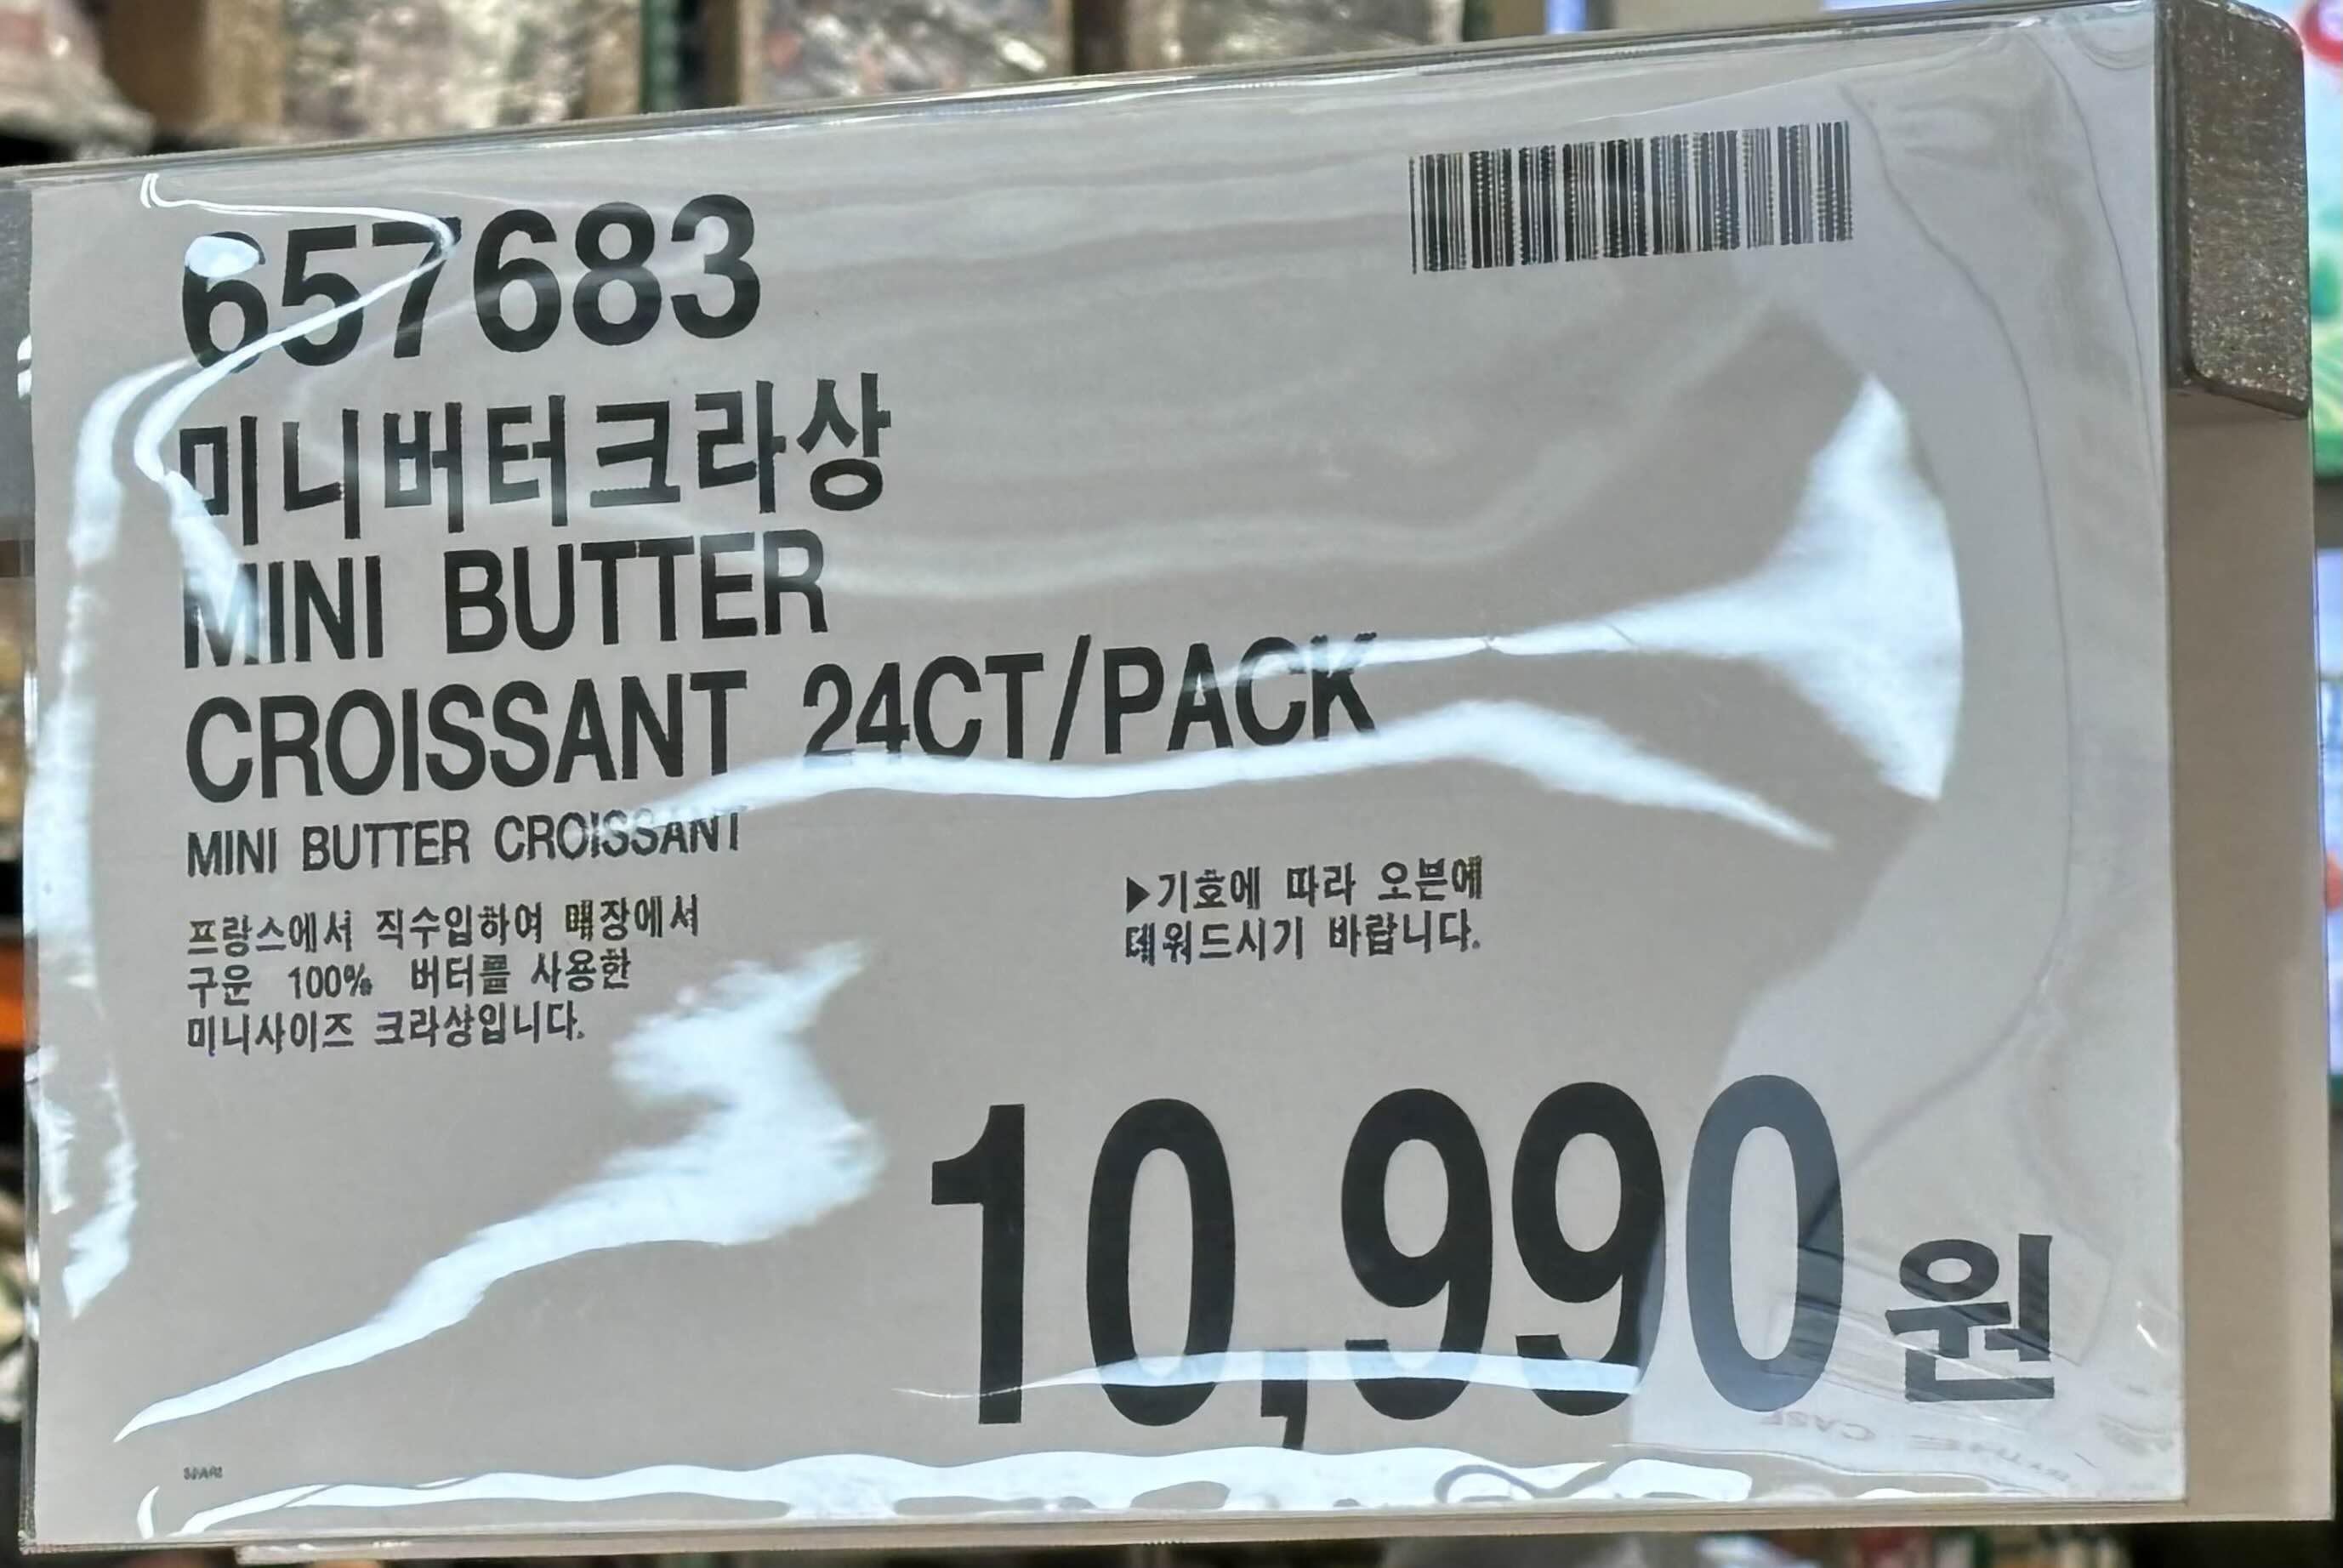 657683
미니버터크라상
MINI BUTTER
CROISSANT 24CT/PACK
MINI BUTTER CROISSANT
프랑스에서 직수입하여 매장에서
구운 100% 버터를 사용한
미니사이즈 크라상입니다.
▶기호에 따라 오븐에
데워드시기 바랍니다.
10,990원